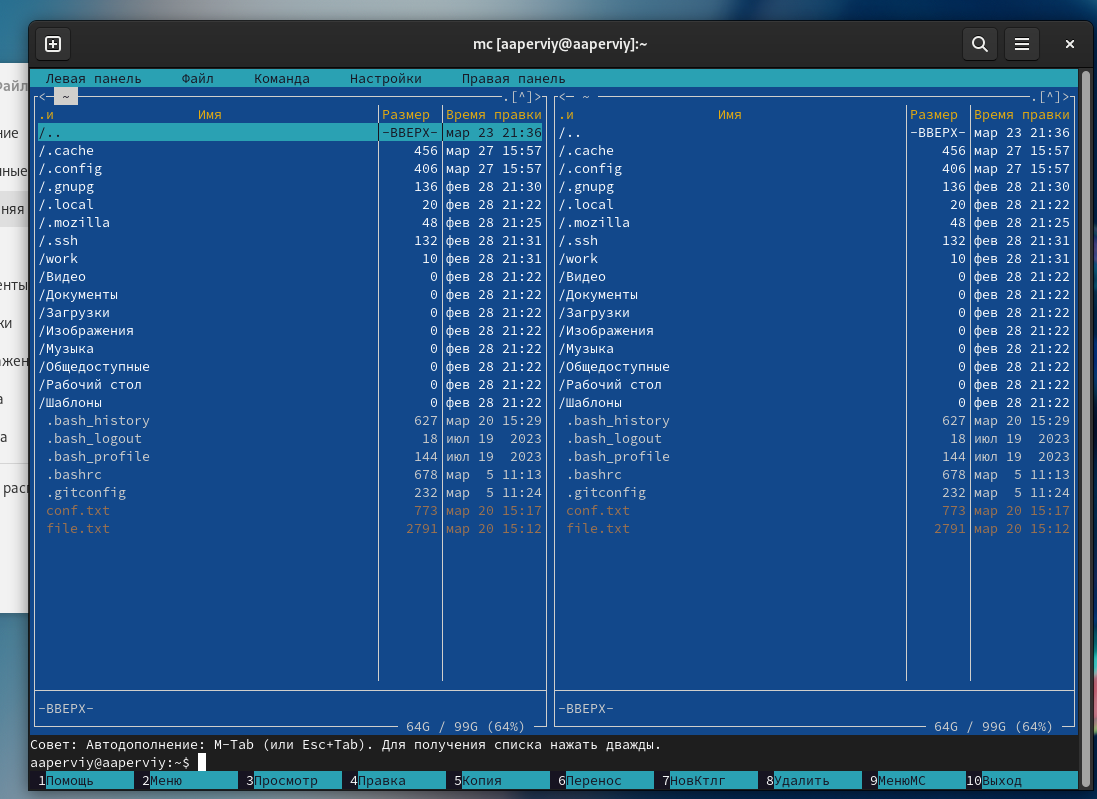 mc [aaperviy@aaperviy]:~
Левая панель Файл Команда Настройки Правая панель
<─ ~ .[^]> <─ ~ .[^]>
.и Имя Размер Время правки .и Имя Размер Время правки
/.. -ВВЕРХ- мар 23 21:36 /.. -ВВЕРХ- мар 23 21:36
/.cache 456 мар 27 15:57 /.cache 456 мар 27 15:57
/.config 406 мар 27 15:57 /.config 406 мар 27 15:57
/.gnupg 136 фев 28 21:30 /.gnupg 136 фев 28 21:30
/.local 20 фев 28 21:22 /.local 20 фев 28 21:22
/.mozilla 48 фев 28 21:25 /.mozilla 48 фев 28 21:25
/.ssh 132 фев 28 21:31 /.ssh 132 фев 28 21:31
/work 10 фев 28 21:31 /work 10 фев 28 21:31
/Видео 0 фев 28 21:22 /Видео 0 фев 28 21:22
/Документы 0 фев 28 21:22 /Документы 0 фев 28 21:22
/Загрузки 0 фев 28 21:22 /Загрузки 0 фев 28 21:22
/Изображения 0 фев 28 21:22 /Изображения 0 фев 28 21:22
/Музыка 0 фев 28 21:22 /Музыка 0 фев 28 21:22
/Общедоступные 0 фев 28 21:22 /Общедоступные 0 фев 28 21:22
/Рабочий стол 0 фев 28 21:22 /Рабочий стол 0 фев 28 21:22
/Шаблоны 0 фев 28 21:22 /Шаблоны 0 фев 28 21:22
.bash_history 627 мар 20 15:29 .bash_history 627 мар 20 15:29
.bash_logout 18 июл 19 2023 .bash_logout 18 июл 19 2023
.bash_profile 144 июл 19 2023 .bash_profile 144 июл 19 2023
.bashrc 678 мар 5 11:13 .bashrc 678 мар 5 11:13
.gitconfig 232 мар 5 11:24 .gitconfig 232 мар 5 11:24
conf.txt 773 мар 20 15:17 conf.txt 773 мар 20 15:17
file.txt 2791 мар 20 15:12 file.txt 2791 мар 20 15:12
-ВВЕРХ- -ВВЕРХ-
64G / 99G (64%) 64G / 99G (64%)
Совет: Автодополнение: M-Tab (или Esc+Tab). Для получения списка нажать дважды.
aaperviy@aaperviy:~$
1Помощь 2Меню 3Просмотр 4Правка 5Копия 6Перенос 7НовКтлг 8Удалить 9МенюМС 10Выход